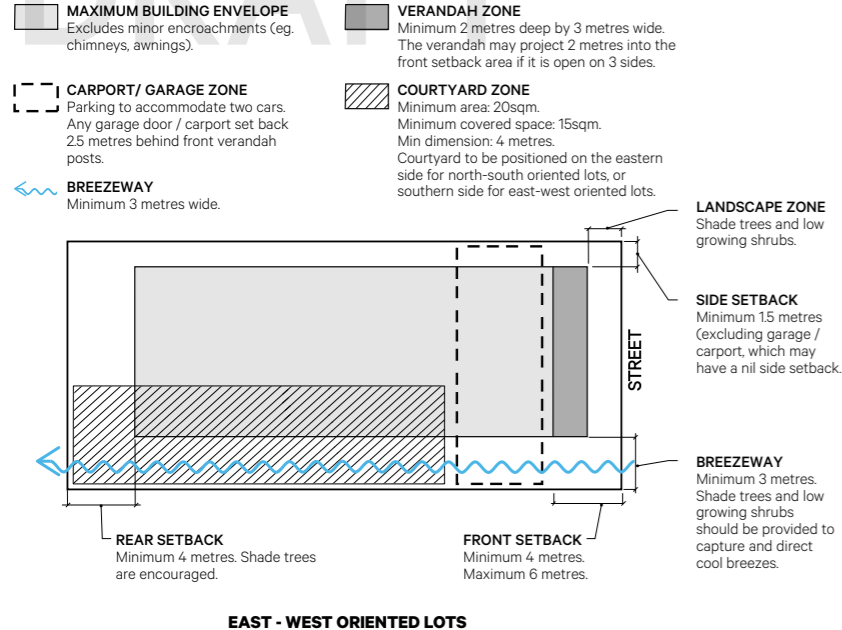 DRAFT
MAXIMUM BUILDING ENVELOPE
Excludes minor encroachments (eg.
chimneys, awnings).
VERANDAH ZONE
Minimum 2 metres deep by 3 metres wide.
The verandah may project 2 metres into the
front setback area if it is open on 3 sides.
CARPORT/ GARAGE ZONE
Parking to accommodate two cars.
Any garage door / carport set back
2.5 metres behind front verandah
posts.
COURTYARD ZONE
Minimum area: 20sqm.
Minimum covered space: 15sqm.
Min dimension: 4 metres.
Courtyard to be positioned on the eastern
side for north-south oriented lots, or
southern side for east-west oriented lots.
BREEZEWAY
Minimum 3 metres wide.
LANDSCAPE ZONE
Shade trees and low
growing shrubs.
SIDE SETBACK
Minimum 1.5 metres
(excluding garage /
carport, which may
have a nil side setback.
STREET
BREEZEWAY
Minimum 3 metres.
Shade trees and low
growing shrubs
should be provided to
capture and direct
cool breezes.
REAR SETBACK
Minimum 4 metres. Shade trees
are encouraged.
FRONT SETBACK
Minimum 4 metres.
Maximum 6 metres.
EAST - WEST ORIENTED LOTS